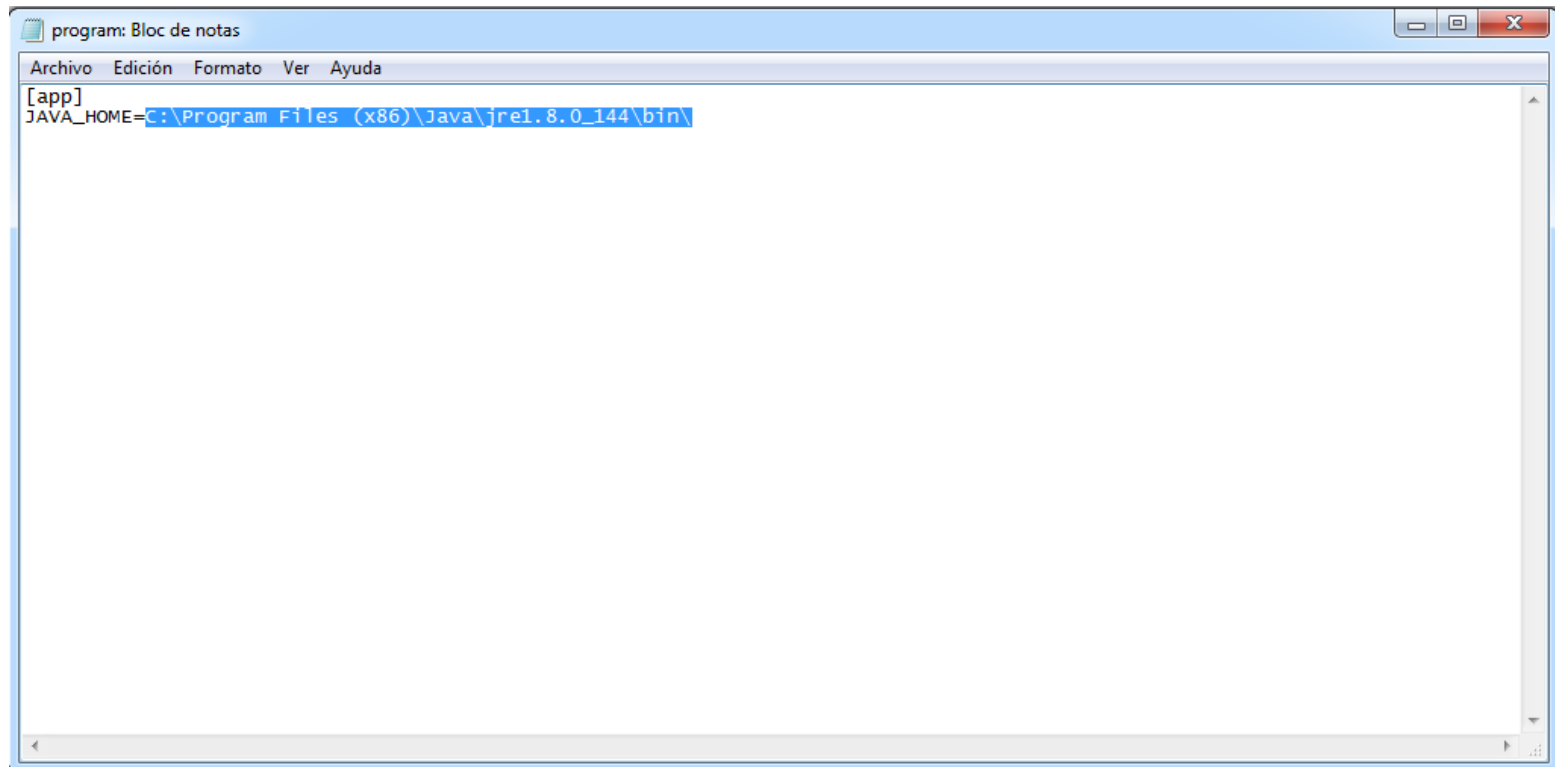 program: Bloc de notas
Archivo Edición Formato Ver Ayuda
[app]
JAVA_HOME=C:\Program Files (x86)\Java\jre1.8.0_144\bin\